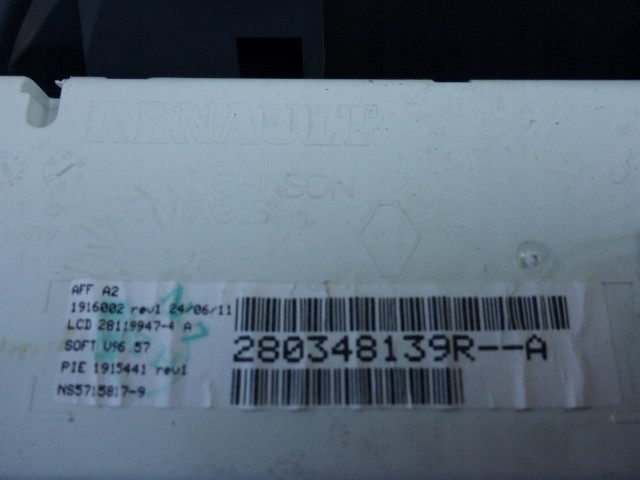 RENAULT
JOHNSON
AFF A2
1916002 rev1 24/06/11
LCD 28119947-4 A
SOFT V96.57
PIE 1915441 rev1
NS5715817-9
280348139R--A